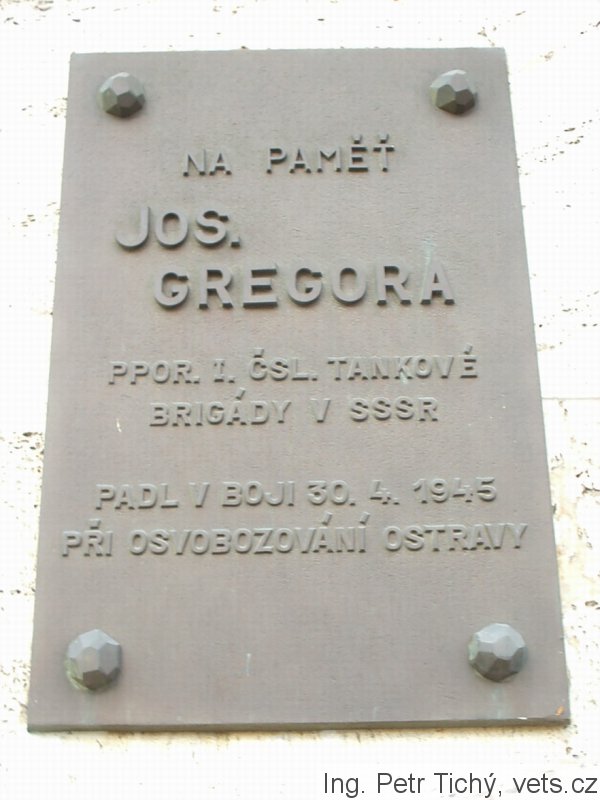 NA PAMĚŤ
JOS.
GREGORA
PPOR. I. ČSL. TANKOVÉ
BRIGÁDY V SSSR
PADL V BOJI 30. 4. 1945
PŘI OSVOBOZOVÁNÍ OSTRAVY
Ing. Petr Tichý, vets.cz